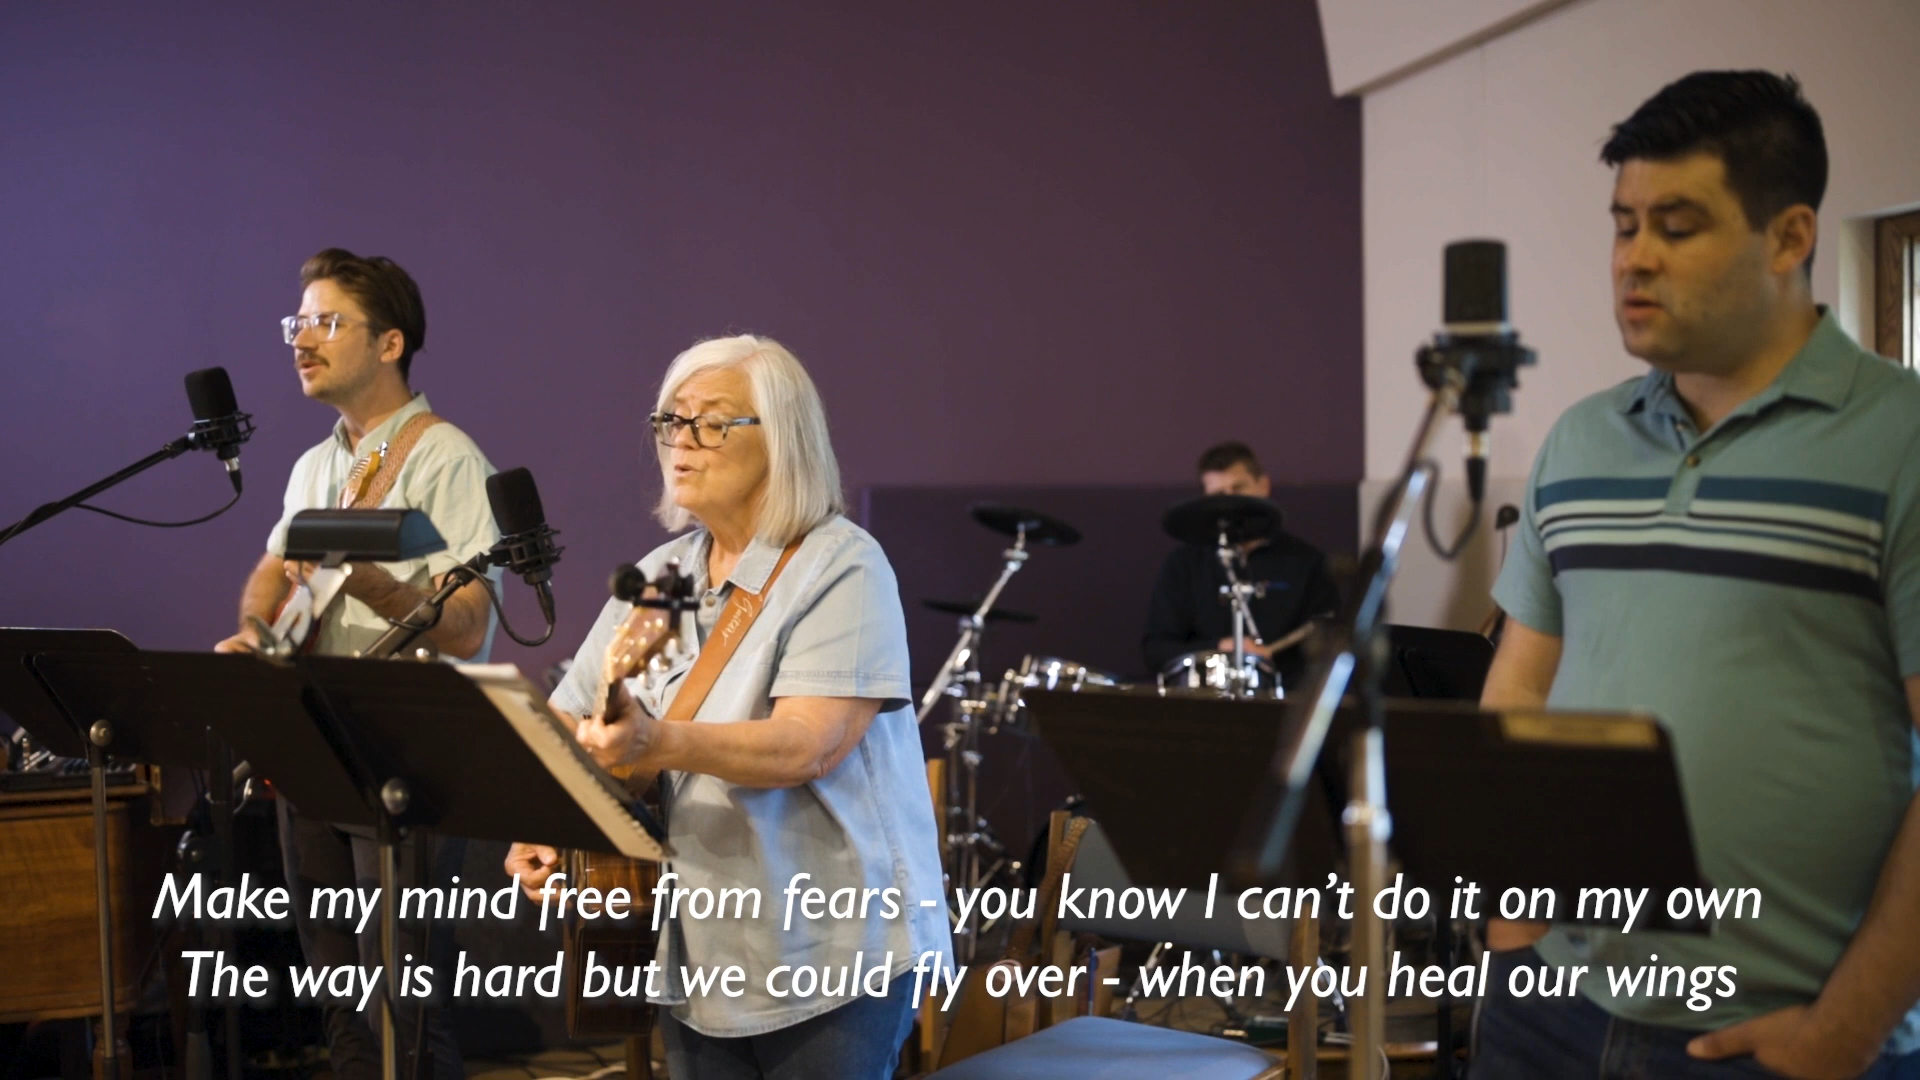 Guitar
Make my mind free from fears - you know I can’t do it on my own
The way is hard but we could fly over - when you heal our wings